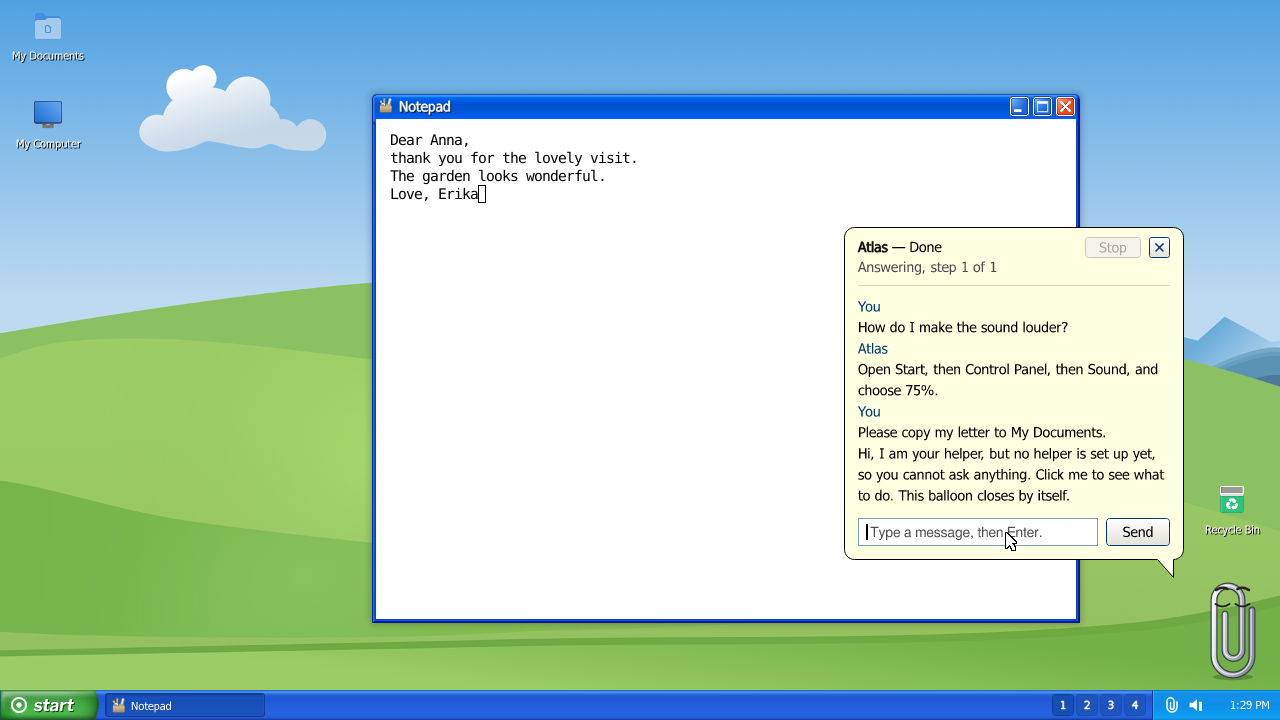 My Documents
My Computer
Notepad
Dear Anna,
thank you for the lovely visit.
The garden looks wonderful.
Love, Erika
Atlas — Done
Stop
Answering, step 1 of 1
You
How do I make the sound louder?
Atlas
Open Start, then Control Panel, then Sound, and
choose 75%.
You
Please copy my letter to My Documents.
Hi, I am your helper, but no helper is set up yet,
so you cannot ask anything. Click me to see what
to do. This balloon closes by itself.
Type a message, then Enter.
Send
Recycle Bin
start
Notepad
1 2 3 4
1:29 PM